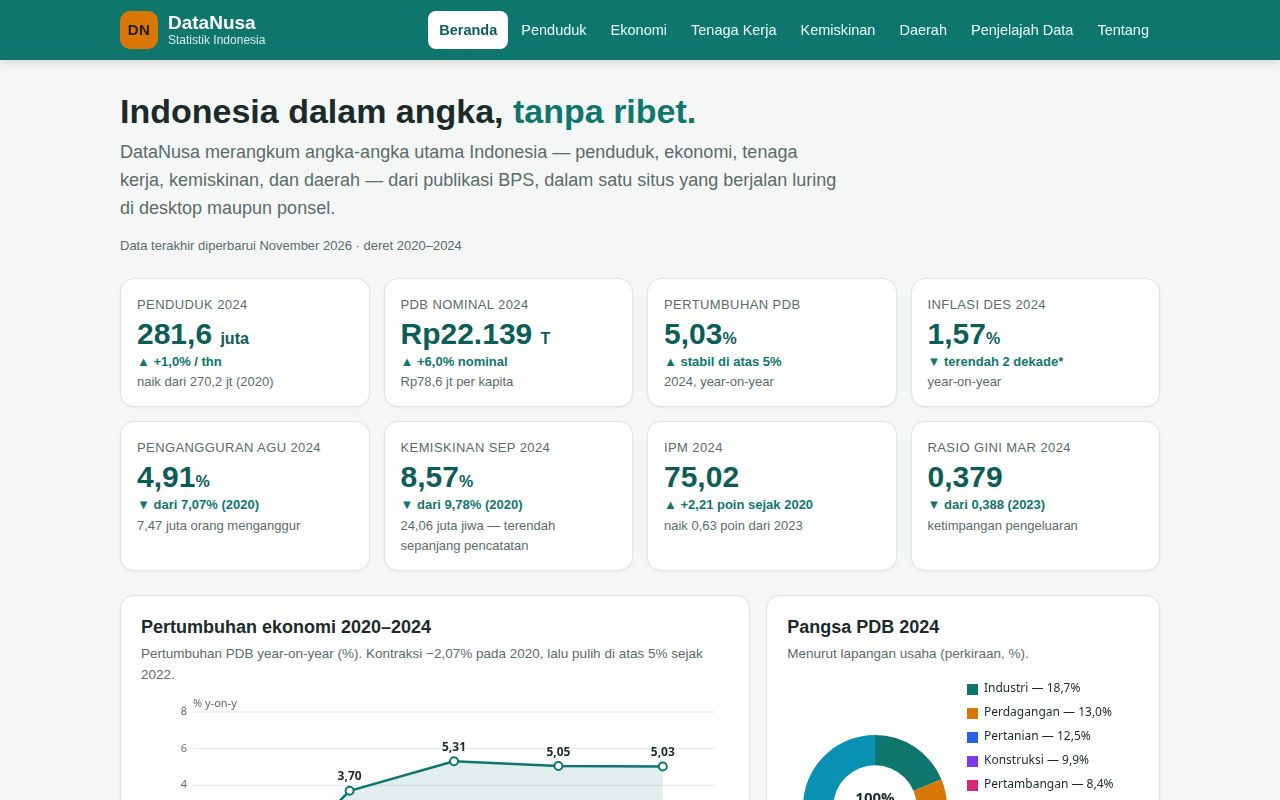 DN
DataNusa
Statistik Indonesia
Beranda
Penduduk
Ekonomi
Tenaga Kerja
Kemiskinan
Daerah
Penjelajah Data
Tentang
Indonesia dalam angka, tanpa ribet.
DataNusa merangkum angka-angka utama Indonesia — penduduk, ekonomi, tenaga
kerja, kemiskinan, dan daerah — dari publikasi BPS, dalam satu situs yang berjalan luring
di desktop maupun ponsel.
Data terakhir diperbarui November 2026 · deret 2020–2024
PENDUDUK 2024
281,6 juta
▲ +1,0% / thn
naik dari 270,2 jt (2020)
PDB NOMINAL 2024
Rp22.139 T
▲ +6,0% nominal
Rp78,6 jt per kapita
PERTUMBUHAN PDB
5,03%
▲ stabil di atas 5%
2024, year-on-year
INFLASI DES 2024
1,57%
▼ terendah 2 dekade*
year-on-year
PENGANGGURAN AGU 2024
4,91%
▼ dari 7,07% (2020)
7,47 juta orang menganggur
KEMISKINAN SEP 2024
8,57%
▼ dari 9,78% (2020)
24,06 juta jiwa — terendah
sepanjang pencatatan
IPM 2024
75,02
▲ +2,21 poin sejak 2020
naik 0,63 poin dari 2023
RASIO GINI MAR 2024
0,379
▼ dari 0,388 (2023)
ketimpangan pengeluaran
Pertumbuhan ekonomi 2020–2024
Pertumbuhan PDB year-on-year (%). Kontraksi −2,07% pada 2020, lalu pulih di atas 5% sejak
2022.
% y-on-y
8
6
4
3,70
5,31
5,05
5,03
Pangsa PDB 2024
Menurut lapangan usaha (perkiraan, %).
Industri — 18,7%
Perdagangan — 13,0%
Pertanian — 12,5%
Konstruksi — 9,9%
Pertambangan — 8,4%
100%